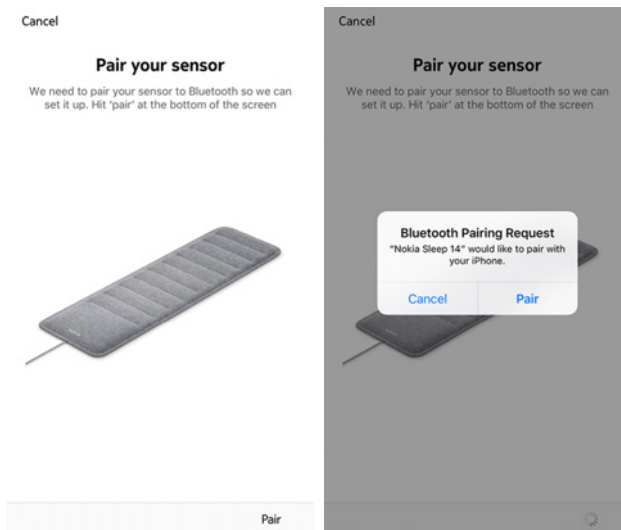 Cancel
Pair your sensor
We need to pair your sensor to Bluetooth so we can
set it up. Hit 'pair' at the bottom of the screen
Pair
Cancel
Pair your sensor
We need to pair your sensor to Bluetooth so we can
set it up. Hit 'pair' at the bottom of the screen
Bluetooth Pairing Request
"Nokia Sleep 14" would like to pair with
your iPhone.
Cancel Pair